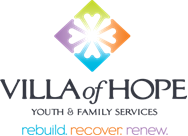 VILLA of HOPE
YOUTH & FAMILY SERVICES
rebuild. recover. renew.